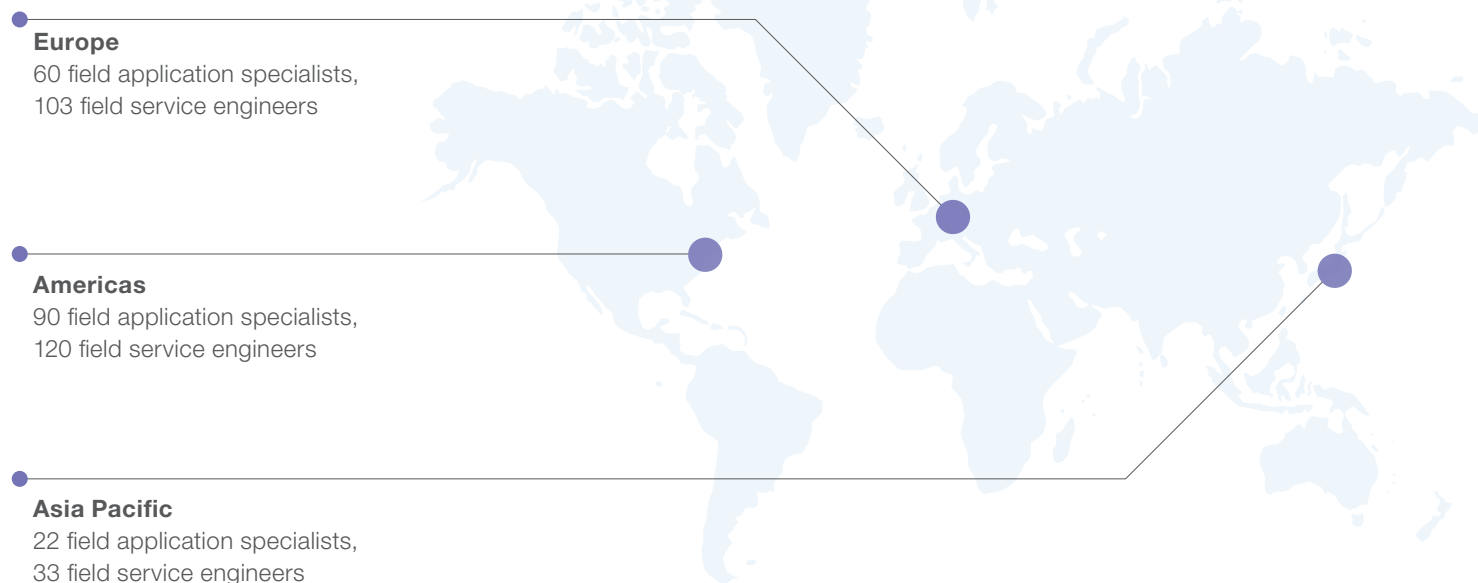 Europe
60 field application specialists,
103 field service engineers
Americas
90 field application specialists,
120 field service engineers
Asia Pacific
22 field application specialists,
33 field service engineers